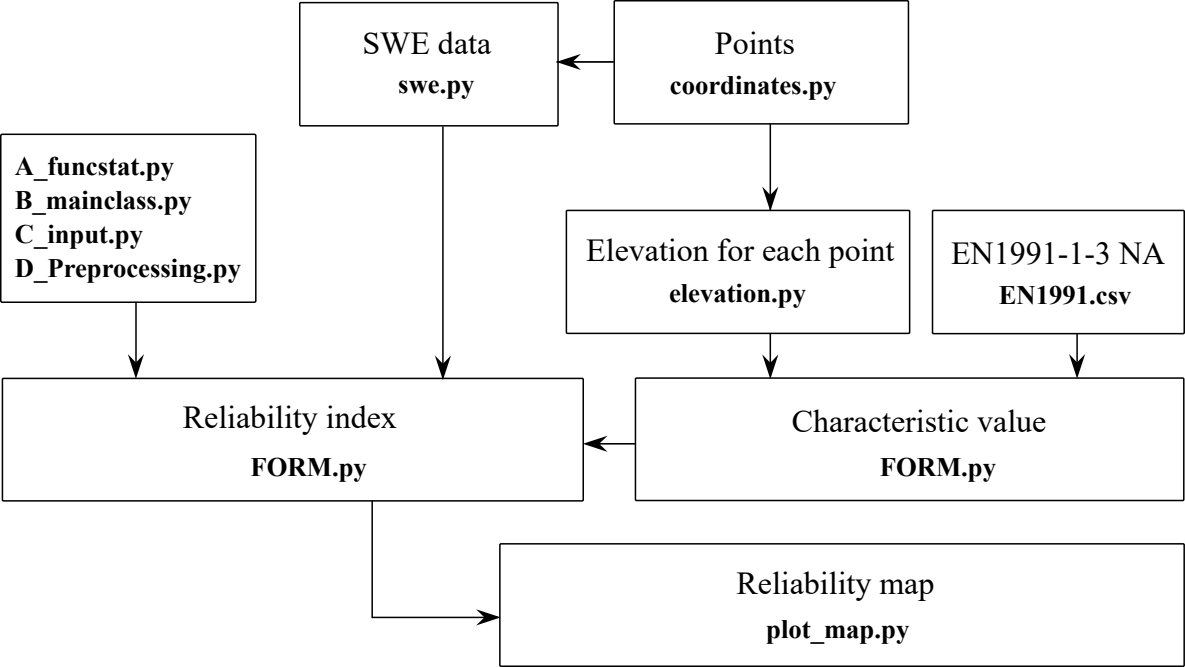 SWE data
swe.py
Points
coordinates.py
A_funcstat.py
B_mainclass.py
C_input.py
D_Preprocessing.py
Elevation for each point
elevation.py
EN1991-1-3 NA
EN1991.csv
Reliability index
FORM.py
Characteristic value
FORM.py
Reliability map
plot_map.py